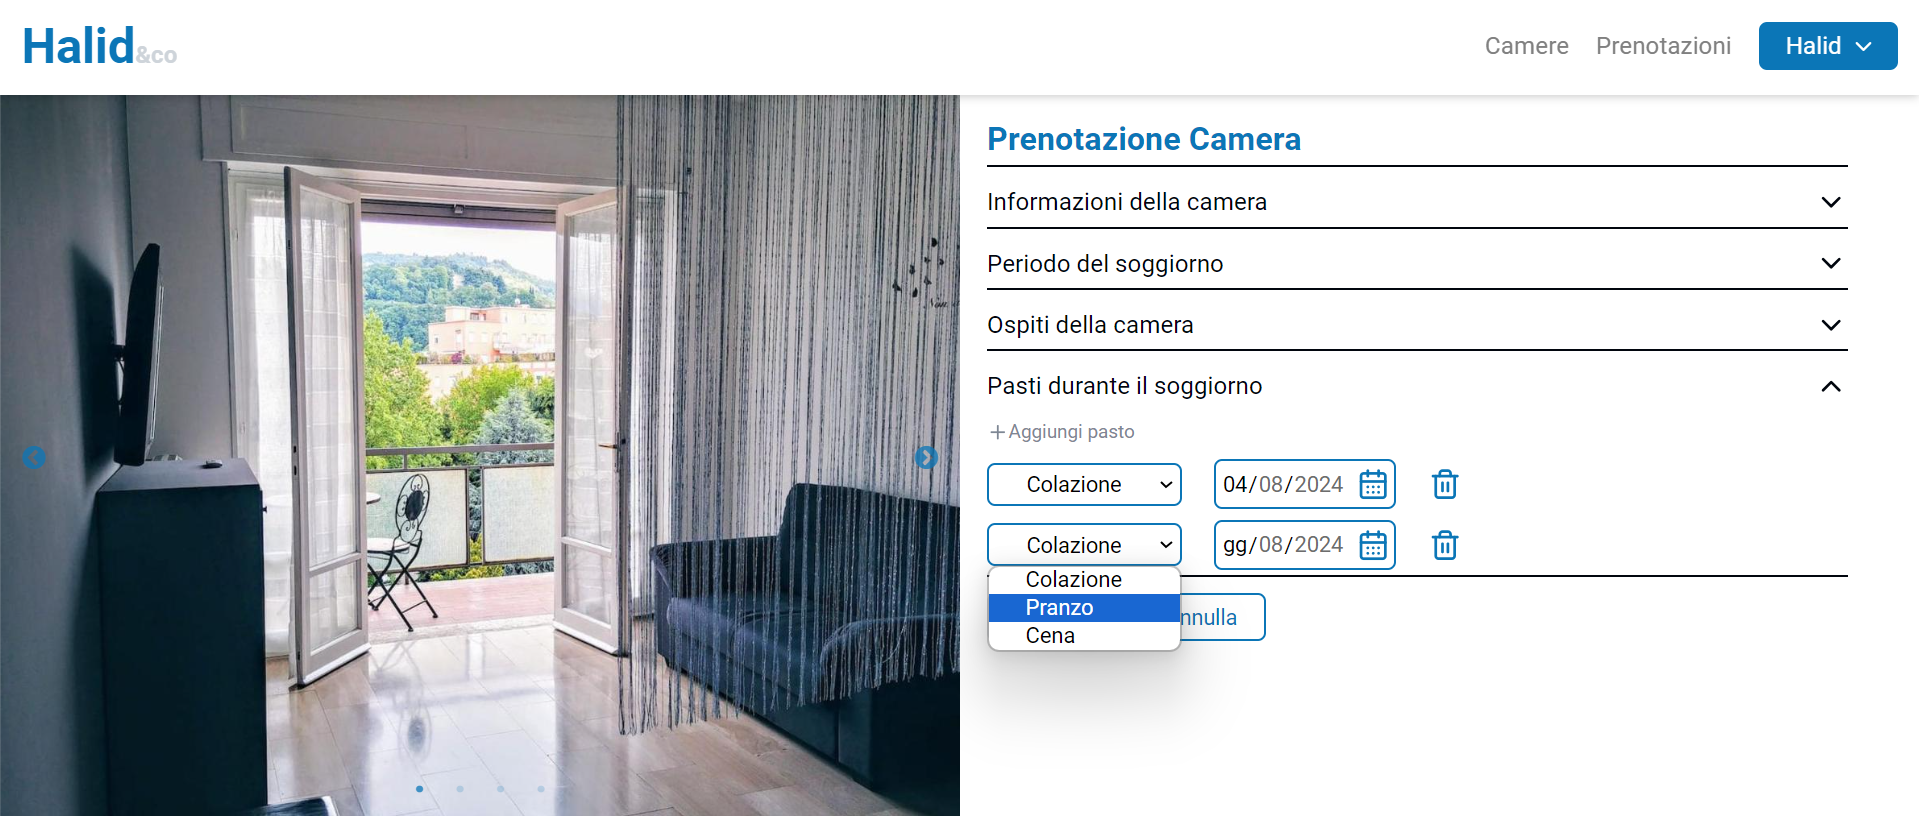 Halid&co
Camere Prenotazioni Halid
Prenotazione Camera
Informazioni della camera
Periodo del soggiorno
Ospiti della camera
Pasti durante il soggiorno
+Aggiungi pasto
Colazione 04/08/2024
Colazione gg/08/2024
Colazione
Pranzo
nnulla
Cena